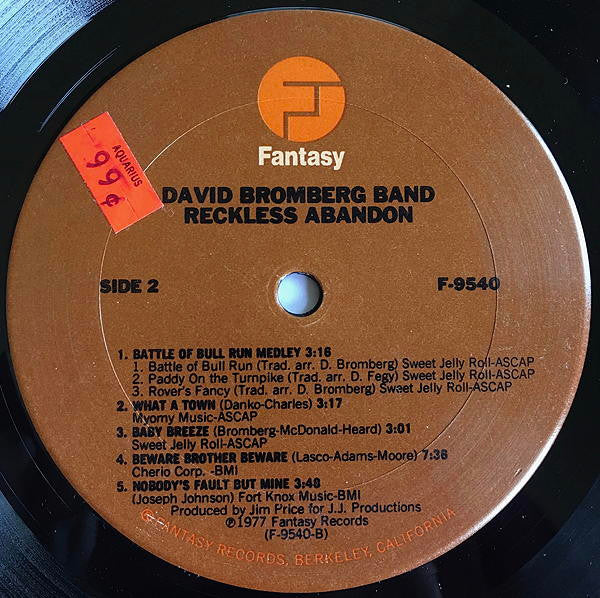 Fantasy
AQUARIUS
DAVID BROMBERG BAND
RECKLESS ABANDON
SIDE 2
F-9540
1. BATTLE OF BULL RUN MEDLEY 3:16
1. Battle of Bull Run (Trad. arr. D. Bromberg) Sweet Jelly Roll-ASCAP
2. Paddy On the Turnpike (Trad. arr. D. Fegy) Sweet Jelly Roll-ASCAP
3. Rover's Fancy (Trad. arr. D. Bromberg) Sweet Jelly Roll-ASCAP
2. WHAT A TOWN (Danko-Charles) 3:17
Myomy Music-ASCAP
3. BABY BREEZE (Bromberg-McDonald-Heard) 3:01
Sweet Jelly Roll-ASCAP
4. BEWARE BROTHER BEWARE (Lasco-Adams-Moore) 7:36
Cherio Corp. -BMI
5. NOBODY'S FAULT BUT MINE 3:48
(Joseph Johnson) Fort Knox Music-BMI
Produced by Jim Price for J.J. Productions
℗1977 Fantasy Records
(F-9540-B)
© FANTASY RECORDS, BERKELEY, CALIFORNIA